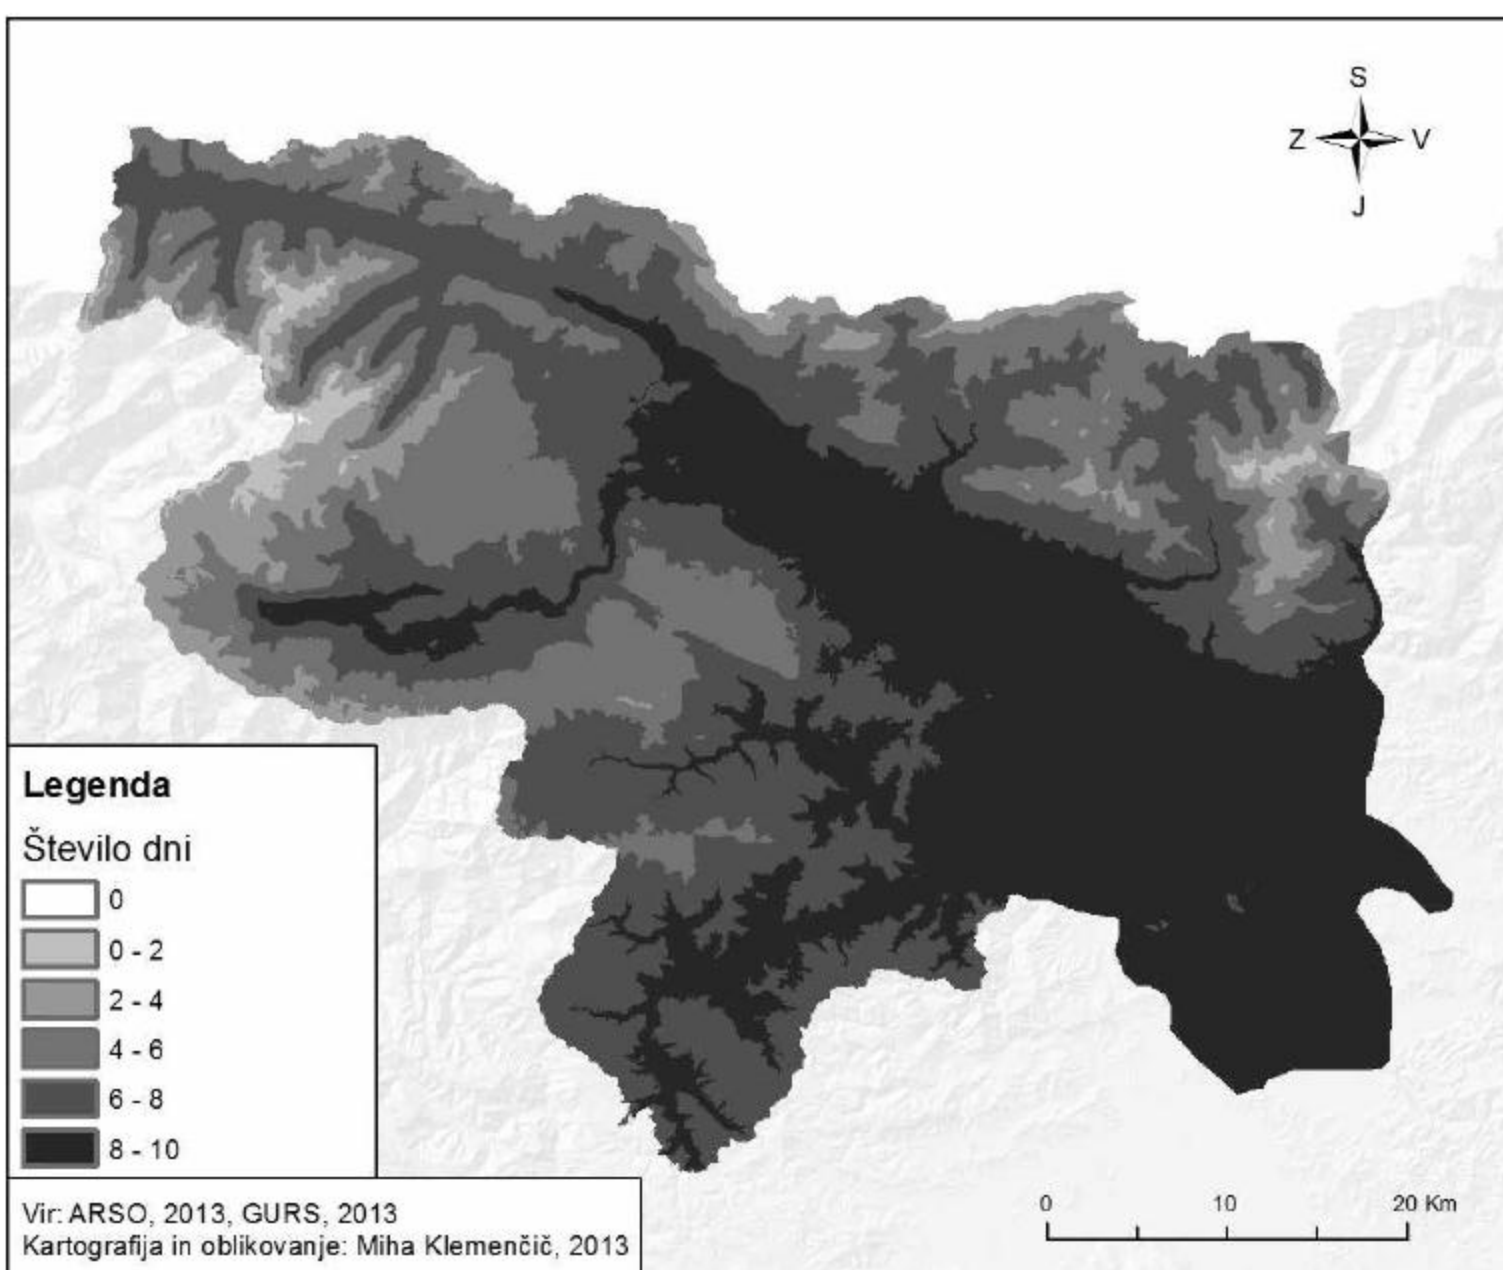 S
Z V
J
Legenda
Število dni
0
0 - 2
2 - 4
4 - 6
6 - 8
8 - 10
Vir: ARSO, 2013, GURS, 2013
Kartografija in oblikovanje: Miha Klemenčič, 2013
0 10 20 Km